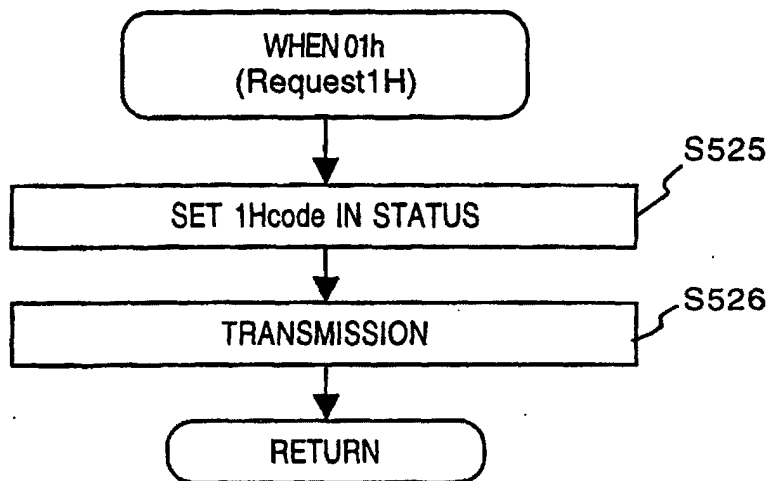 WHEN 01h
(Request1H)
S525
SET 1Hcode IN STATUS
S526
TRANSMISSION
RETURN